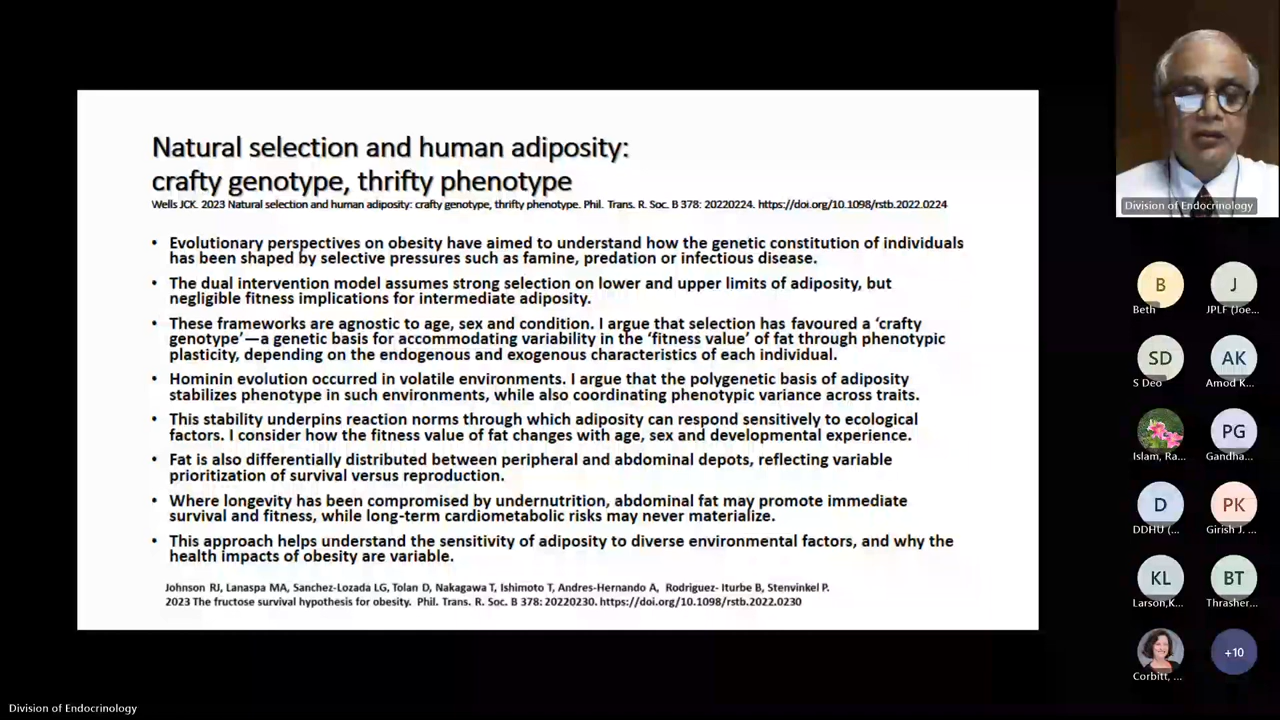 Natural selection and human adiposity:
crafty genotype, thrifty phenotype
Wells JCK. 2023 Natural selection and human adiposity: crafty genotype, thrifty phenotype. Phil. Trans. R. Soc. B 378: 20220224. https://doi.org/10.1098/rstb.2022.0224
• Evolutionary perspectives on obesity have aimed to understand how the genetic constitution of individuals
has been shaped by selective pressures such as famine, predation or infectious disease.
• The dual intervention model assumes strong selection on lower and upper limits of adiposity, but
negligible fitness implications for intermediate adiposity.
• These frameworks are agnostic to age, sex and condition. I argue that selection has favoured a ‘crafty
genotype’—a genetic basis for accommodating variability in the ‘fitness value’ of fat through phenotypic
plasticity, depending on the endogenous and exogenous characteristics of each individual.
• Hominin evolution occurred in volatile environments. I argue that the polygenetic basis of adiposity
stabilizes phenotype in such environments, while also coordinating phenotypic variance across traits.
• This stability underpins reaction norms through which adiposity can respond sensitively to ecological
factors. I consider how the fitness value of fat changes with age, sex and developmental experience.
• Fat is also differentially distributed between peripheral and abdominal depots, reflecting variable
prioritization of survival versus reproduction.
• Where longevity has been compromised by undernutrition, abdominal fat may promote immediate
survival and fitness, while long-term cardiometabolic risks may never materialize.
• This approach helps understand the sensitivity of adiposity to diverse environmental factors, and why the
health impacts of obesity are variable.
Johnson RJ, Lanaspa MA, Sanchez-Lozada LG, Tolan D, Nakagawa T, Ishimoto T, Andres-Hernando A, Rodriguez- Iturbe B, Stenvinkel P.
2023 The fructose survival hypothesis for obesity. Phil. Trans. R. Soc. B 378: 20220230. https://doi.org/10.1098/rstb.2022.0230
Division of Endocrinology
B
J
Beth
JPLF (Joe...
SD
AK
S Deo
Amod K...
PG
Islam, Ra...
Gandha...
D
PK
DDHU (...
Girish J. ...
KL
BT
Larson,K...
Thrasher...
+10
Corbitt, ...
Division of Endocrinology